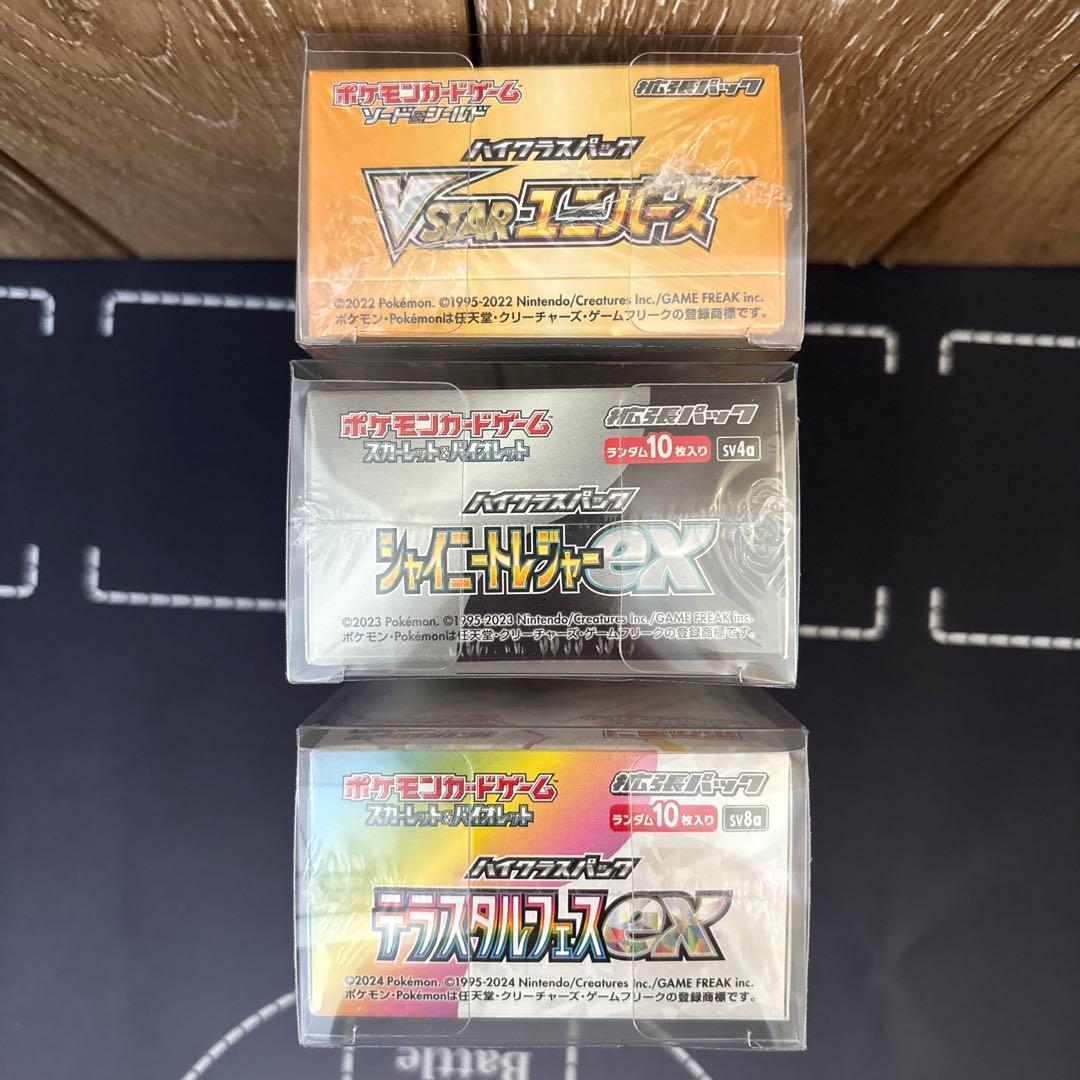 ポケモンカードゲーム
ソード&シールド
拡張パック
ハイクラスパック
VSTARユニバース
©2022 Pokémon. ©1995-2022 Nintendo/Creatures Inc./GAME FREAK inc.
ポケモン・Pokémonは任天堂・クリーチャーズ・ゲームフリークの登録商標です。
ポケモンカードゲーム
スカーレット&バイオレット
拡張パック
ランダム10枚入り SV4a
ハイクラスパック
シャイニートレジャーex
©2023 Pokémon. ©1995-2023 Nintendo/Creatures Inc./GAME FREAK inc.
ポケモン・Pokémonは任天堂・クリーチャーズ・ゲームフリークの登録商標です。
ポケモンカードゲーム
スカーレット&バイオレット
拡張パック
ランダム10枚入り SV8a
ハイクラスパック
テラスタルフェスex
©2024 Pokémon. ©1995-2024 Nintendo/Creatures Inc./GAME FREAK inc.
ポケモン・Pokémonは任天堂・クリーチャーズ・ゲームフリークの登録商標です。
Battle